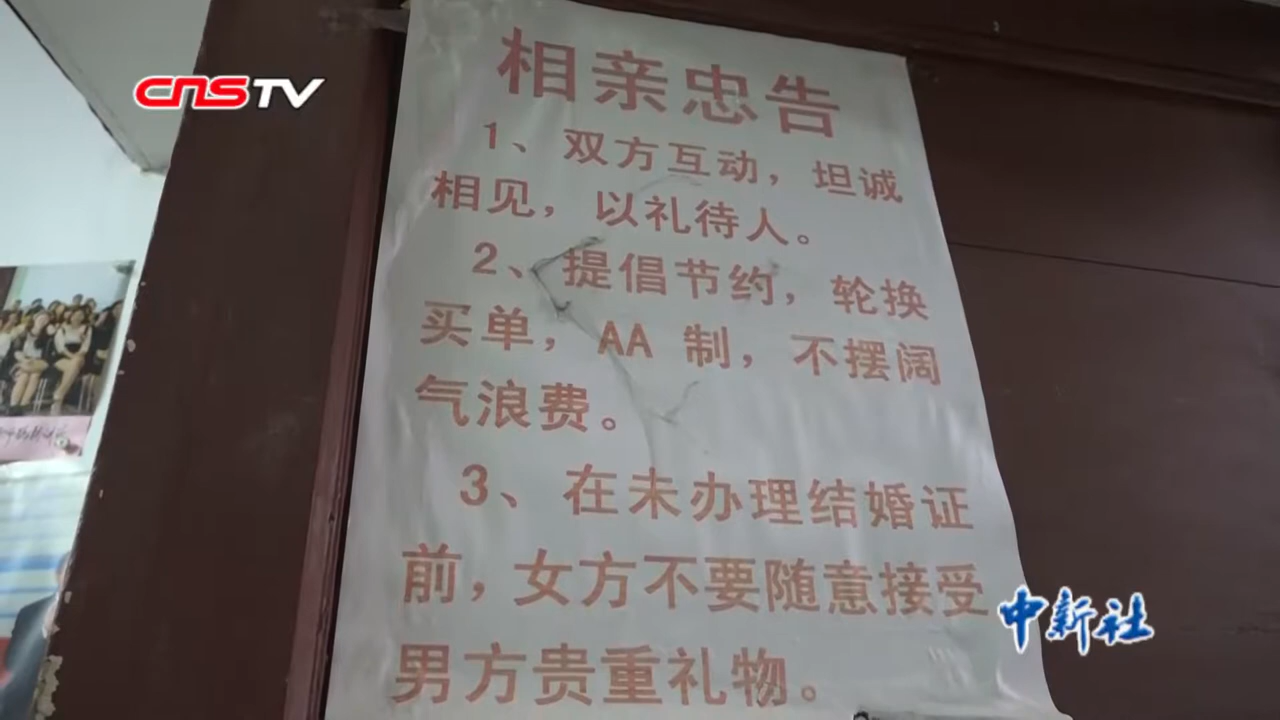 CNSTV
相亲忠告
1、双方互动，坦诚
相见，以礼待人。
2、提倡节约，轮换
买单，AA 制，不摆阔
气浪费。
3、在未办理结婚证
前，女方不要随意接受
男方贵重礼物。
中新社